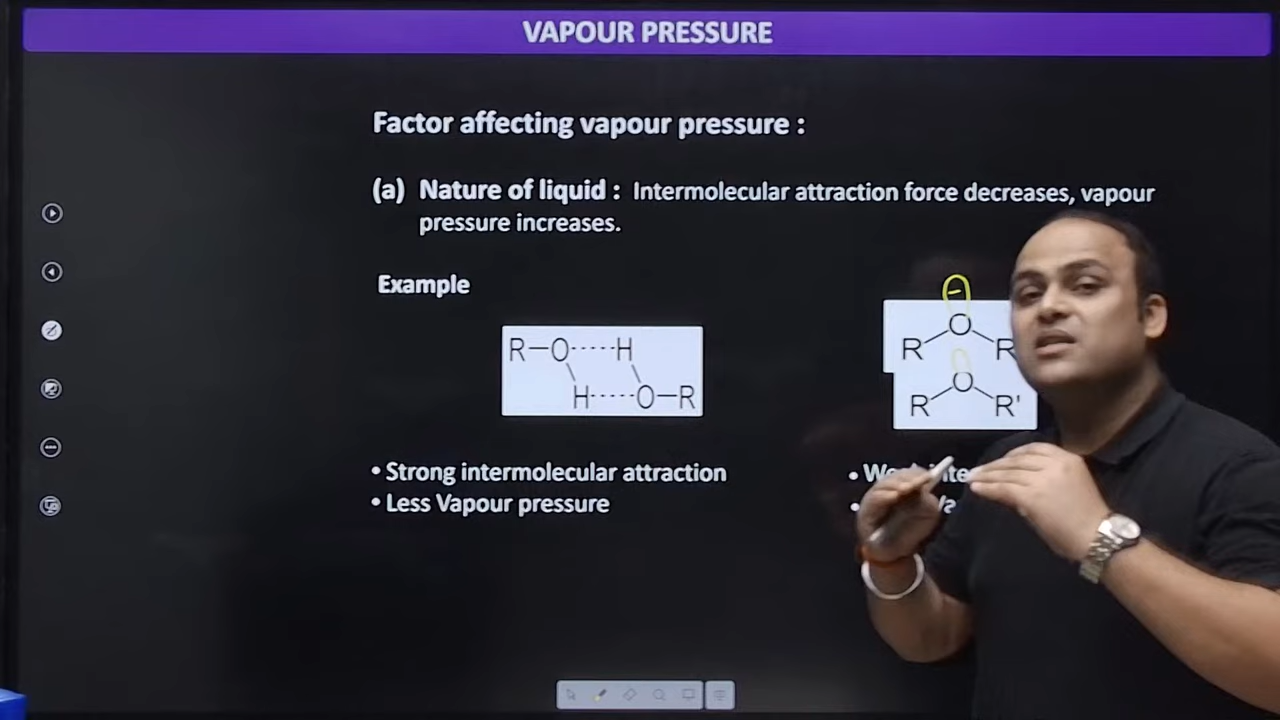 VAPOUR PRESSURE
Factor affecting vapour pressure :
(a) Nature of liquid : Intermolecular attraction force decreases, vapour
pressure increases.
Example
R—O·····H
H·····O—R
O
R R
O
R R'
• Strong intermolecular attraction
• Less Vapour pressure